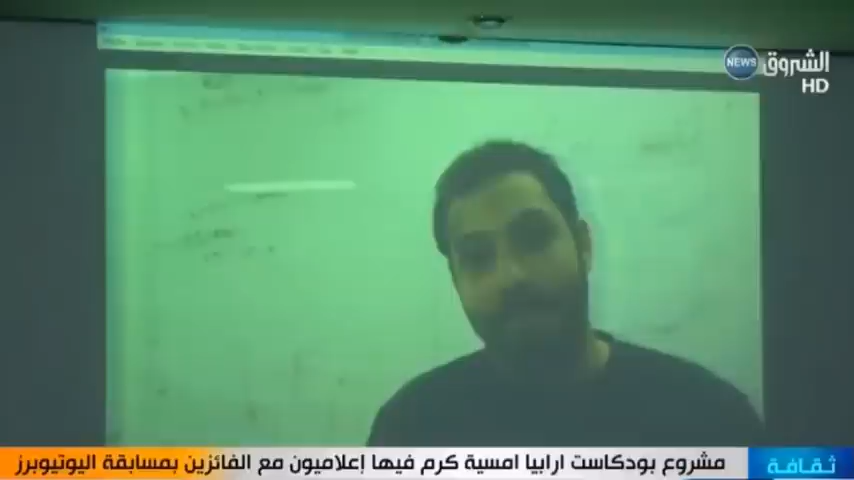 NEWS الشروق
HD
ثقافة
مشروع بودكاست ارابيا امسية كرم فيها إعلاميون مع الفائزين بمسابقة اليوتيوبرز